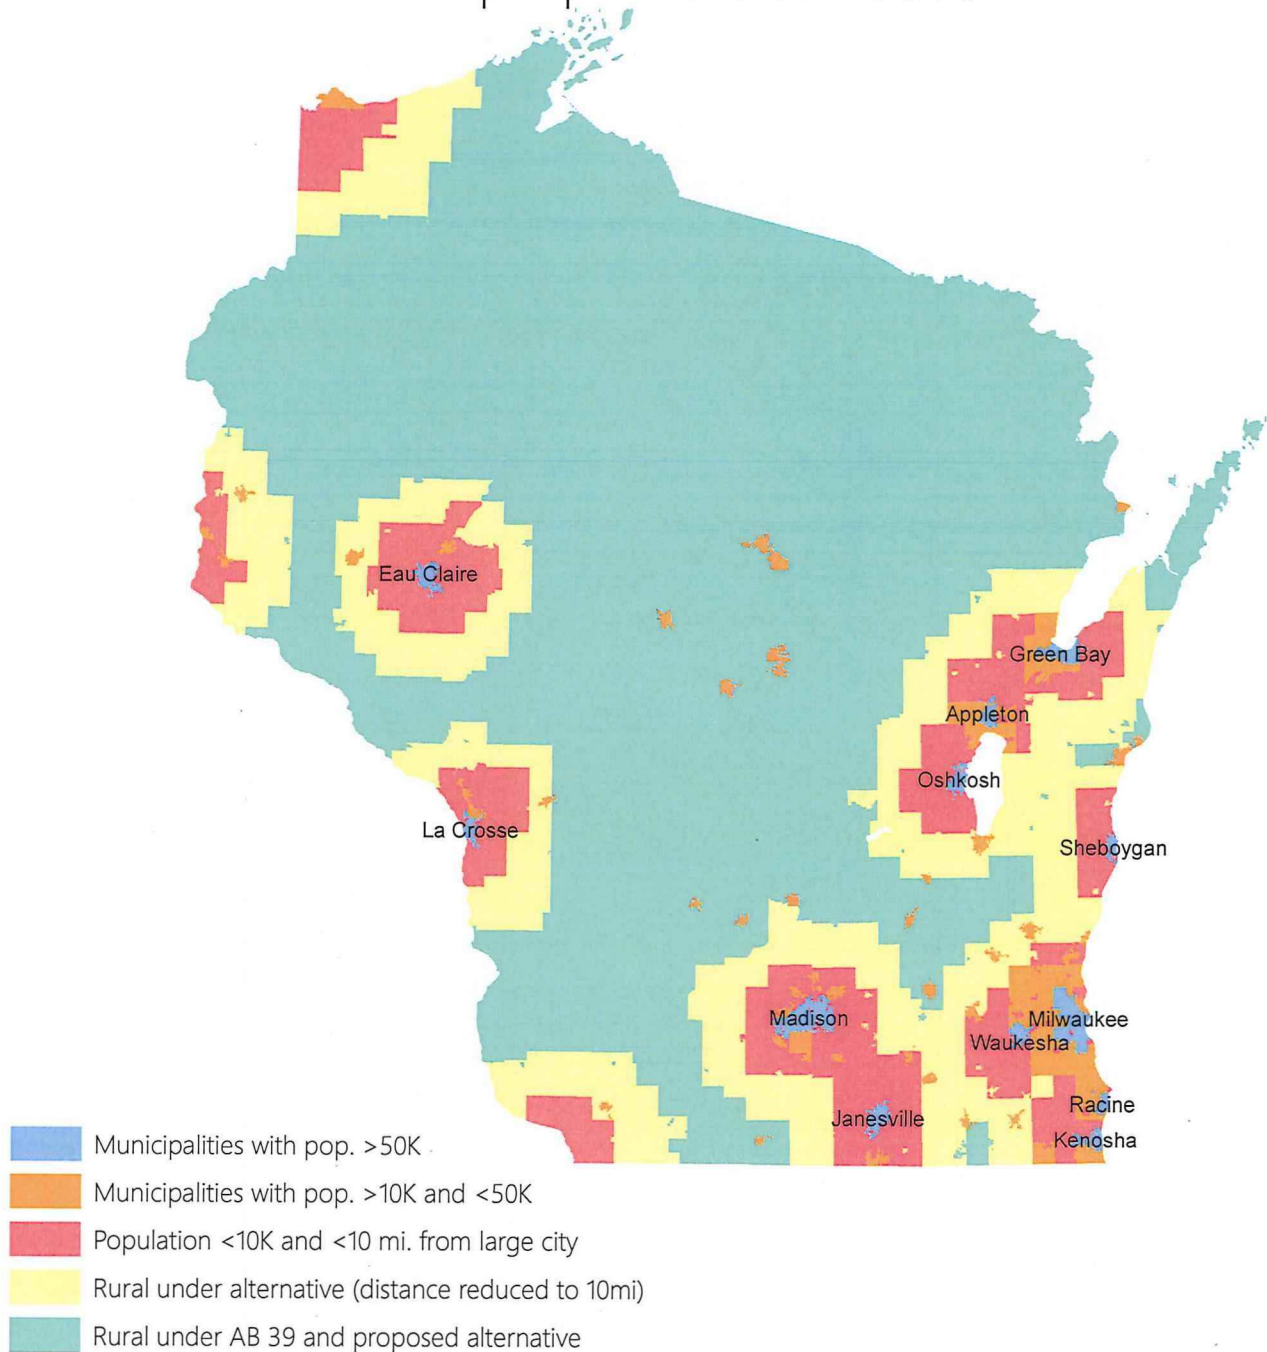 Eau Claire
Green Bay
Appleton
Oshkosh
La Crosse
Sheboygan
Madison
Milwaukee
Waukesha
Janesville
Racine
Kenosha
Municipalities with pop. >50K
Municipalities with pop. >10K and <50K
Population <10K and <10 mi. from large city
Rural under alternative (distance reduced to 10mi)
Rural under AB 39 and proposed alternative